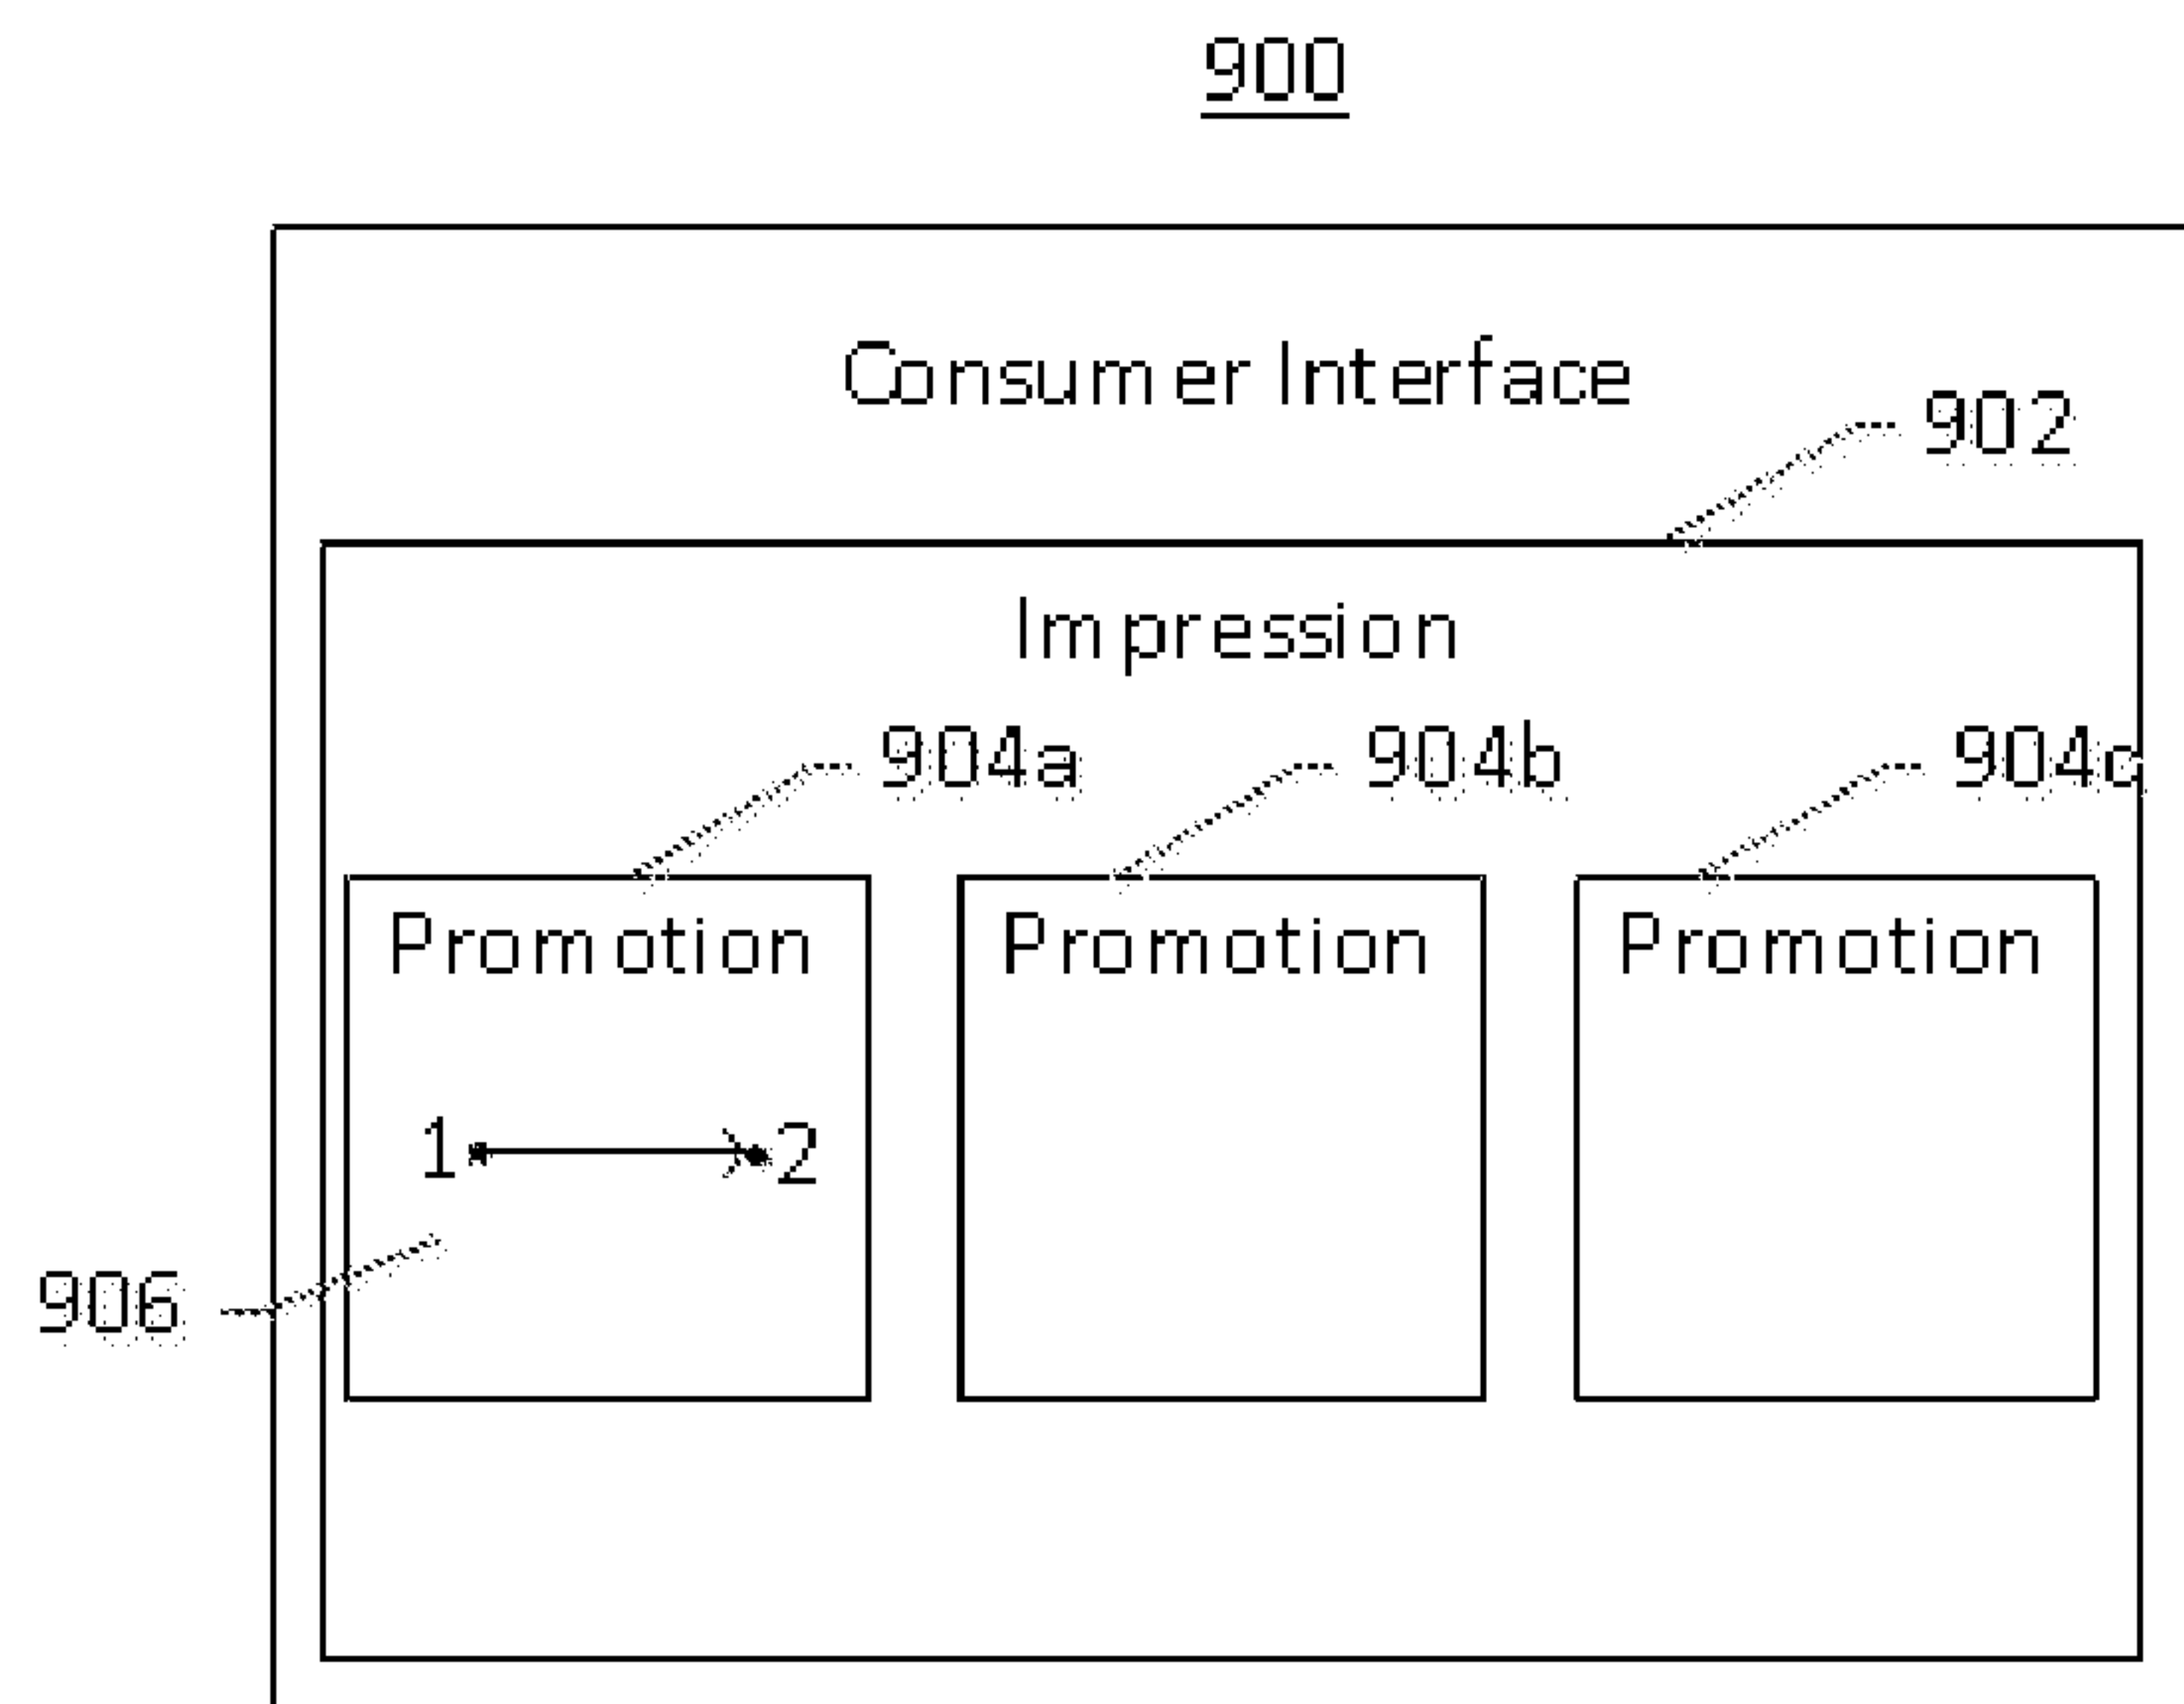 900
Consumer Interface
902
Impression
904a 904b 904c
Promotion Promotion Promotion
1 2
906